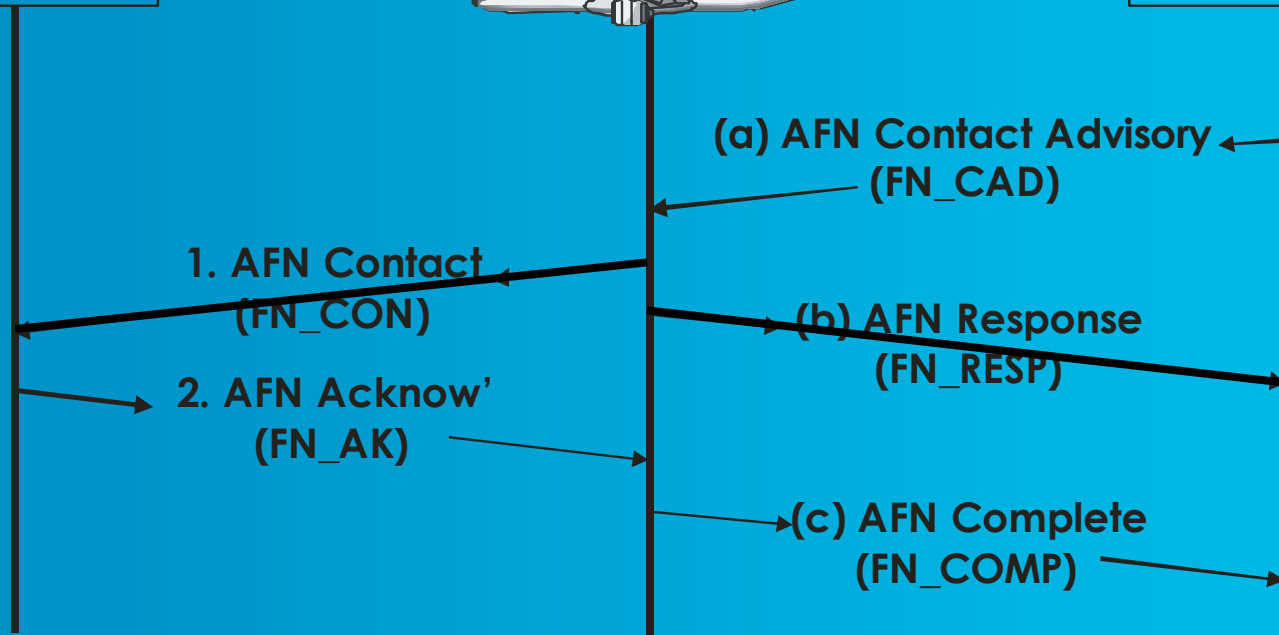 (a) AFN Contact Advisory
(FN_CAD)
1. AFN Contact
(FN_CON)
(b) AFN Response
(FN_RESP)
2. AFN Acknow’
(FN_AK)
(c) AFN Complete
(FN_COMP)